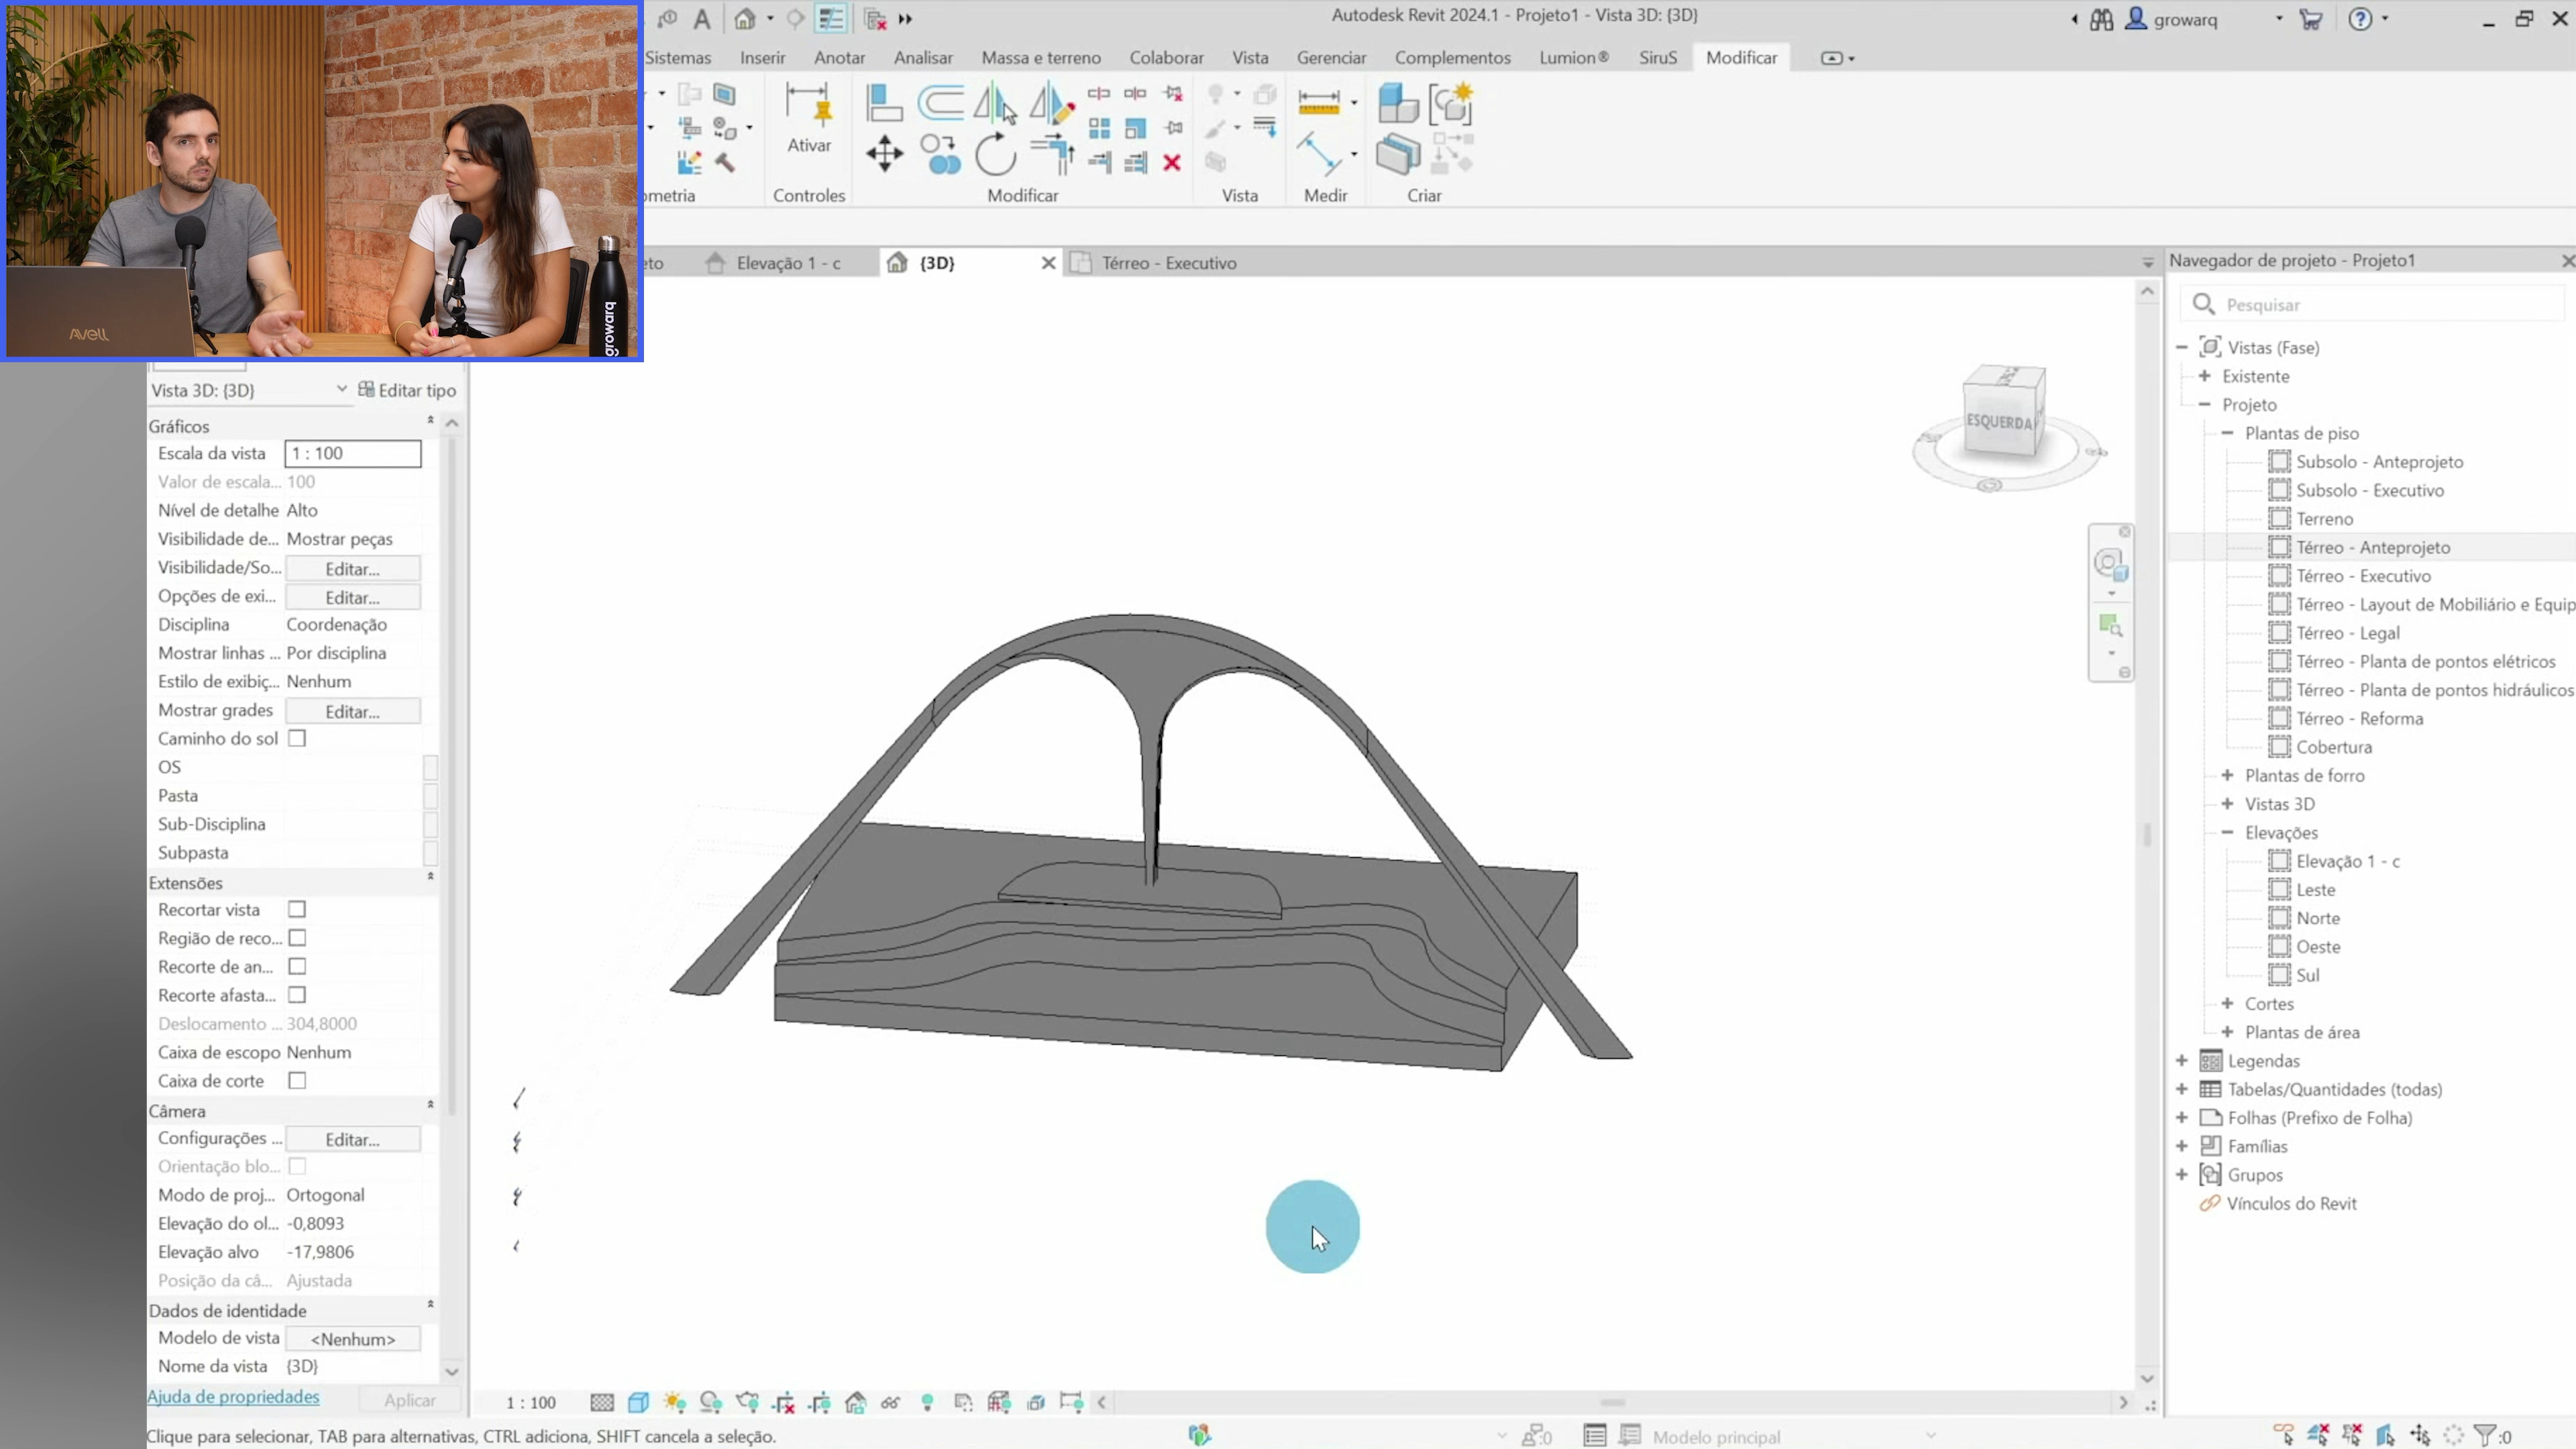 Autodesk Revit 2024.1 - Projeto1 - Vista 3D: {3D}
growarq
Sistemas
Inserir
Anotar
Analisar
Massa e terreno
Colaborar
Vista
Gerenciar
Complementos
Lumion®
SiruS
Modificar
Ativar
ometria
Controles
Modificar
Vista
Medir
Criar
Avell
growarq
eto
Elevação 1 - c
{3D}
Térreo - Executivo
Vista 3D: {3D}
Editar tipo
Gráficos
Escala da vista 1 : 100
Valor de escala... 100
Nível de detalhe Alto
Visibilidade de... Mostrar peças
Visibilidade/So... Editar...
Opções de exi... Editar...
Disciplina Coordenação
Mostrar linhas ... Por disciplina
Estilo de exibiç... Nenhum
Mostrar grades Editar...
Caminho do sol
OS
Pasta
Sub-Disciplina
Subpasta
Extensões
Recortar vista
Região de reco...
Recorte de an...
Recorte afasta...
Deslocamento ... 304,8000
Caixa de escopo Nenhum
Caixa de corte
Câmera
Configurações ... Editar...
Orientação blo...
Modo de proj... Ortogonal
Elevação do ol... -0,8093
Elevação alvo -17,9806
Posição da câ... Ajustada
Dados de identidade
Modelo de vista <Nenhum>
Nome da vista {3D}
Ajuda de propriedades
Aplicar
ESQUERDA
Navegador de projeto - Projeto1
Pesquisar
Vistas (Fase)
Existente
Projeto
Plantas de piso
Subsolo - Anteprojeto
Subsolo - Executivo
Terreno
Térreo - Anteprojeto
Térreo - Executivo
Térreo - Layout de Mobiliário e Equip
Térreo - Legal
Térreo - Planta de pontos elétricos
Térreo - Planta de pontos hidráulicos
Térreo - Reforma
Cobertura
Plantas de forro
Vistas 3D
Elevações
Elevação 1 - c
Leste
Norte
Oeste
Sul
Cortes
Plantas de área
Legendas
Tabelas/Quantidades (todas)
Folhas (Prefixo de Folha)
Famílias
Grupos
Vínculos do Revit
1 : 100
Clique para selecionar, TAB para alternativas, CTRL adiciona, SHIFT cancela a seleção.
:0
Modelo principal
:0